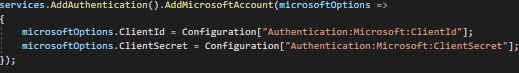 services.AddAuthentication().AddMicrosoftAccount(microsoftOptions =>
{
    microsoftOptions.ClientId = Configuration["Authentication:Microsoft:ClientId"];
    microsoftOptions.ClientSecret = Configuration["Authentication:Microsoft:ClientSecret"];
});